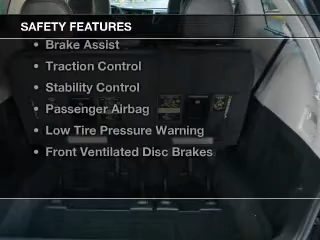 SAFETY FEATURES
• Brake Assist
• Traction Control
• Stability Control
• Passenger Airbag
• Low Tire Pressure Warning
• Front Ventilated Disc Brakes